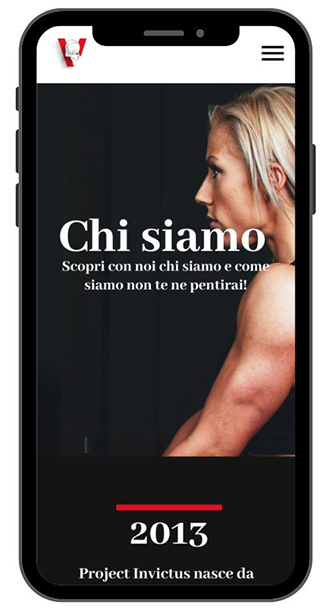 Chi siamo
Scopri con noi chi siamo e come
siamo non te ne pentirai!
2013
Project Invictus nasce da